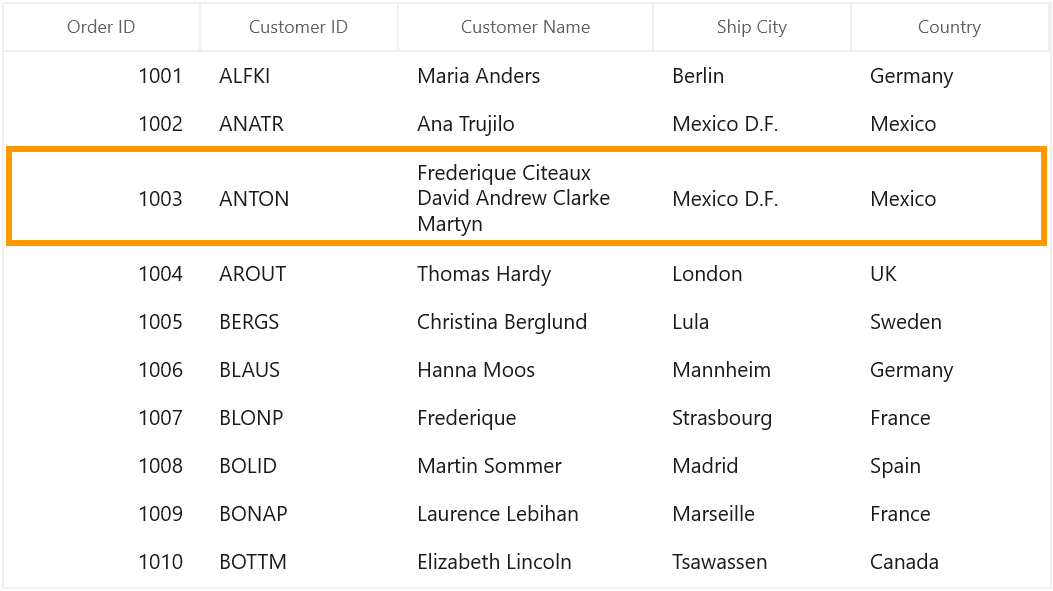 Order ID Customer ID Customer Name Ship City Country
1001 ALFKI Maria Anders Berlin Germany
1002 ANATR Ana Trujilo Mexico D.F. Mexico
1003 ANTON Frederique Citeaux
David Andrew Clarke
Martyn Mexico D.F. Mexico
1004 AROUT Thomas Hardy London UK
1005 BERGS Christina Berglund Lula Sweden
1006 BLAUS Hanna Moos Mannheim Germany
1007 BLONP Frederique Strasbourg France
1008 BOLID Martin Sommer Madrid Spain
1009 BONAP Laurence Lebihan Marseille France
1010 BOTTM Elizabeth Lincoln Tsawassen Canada